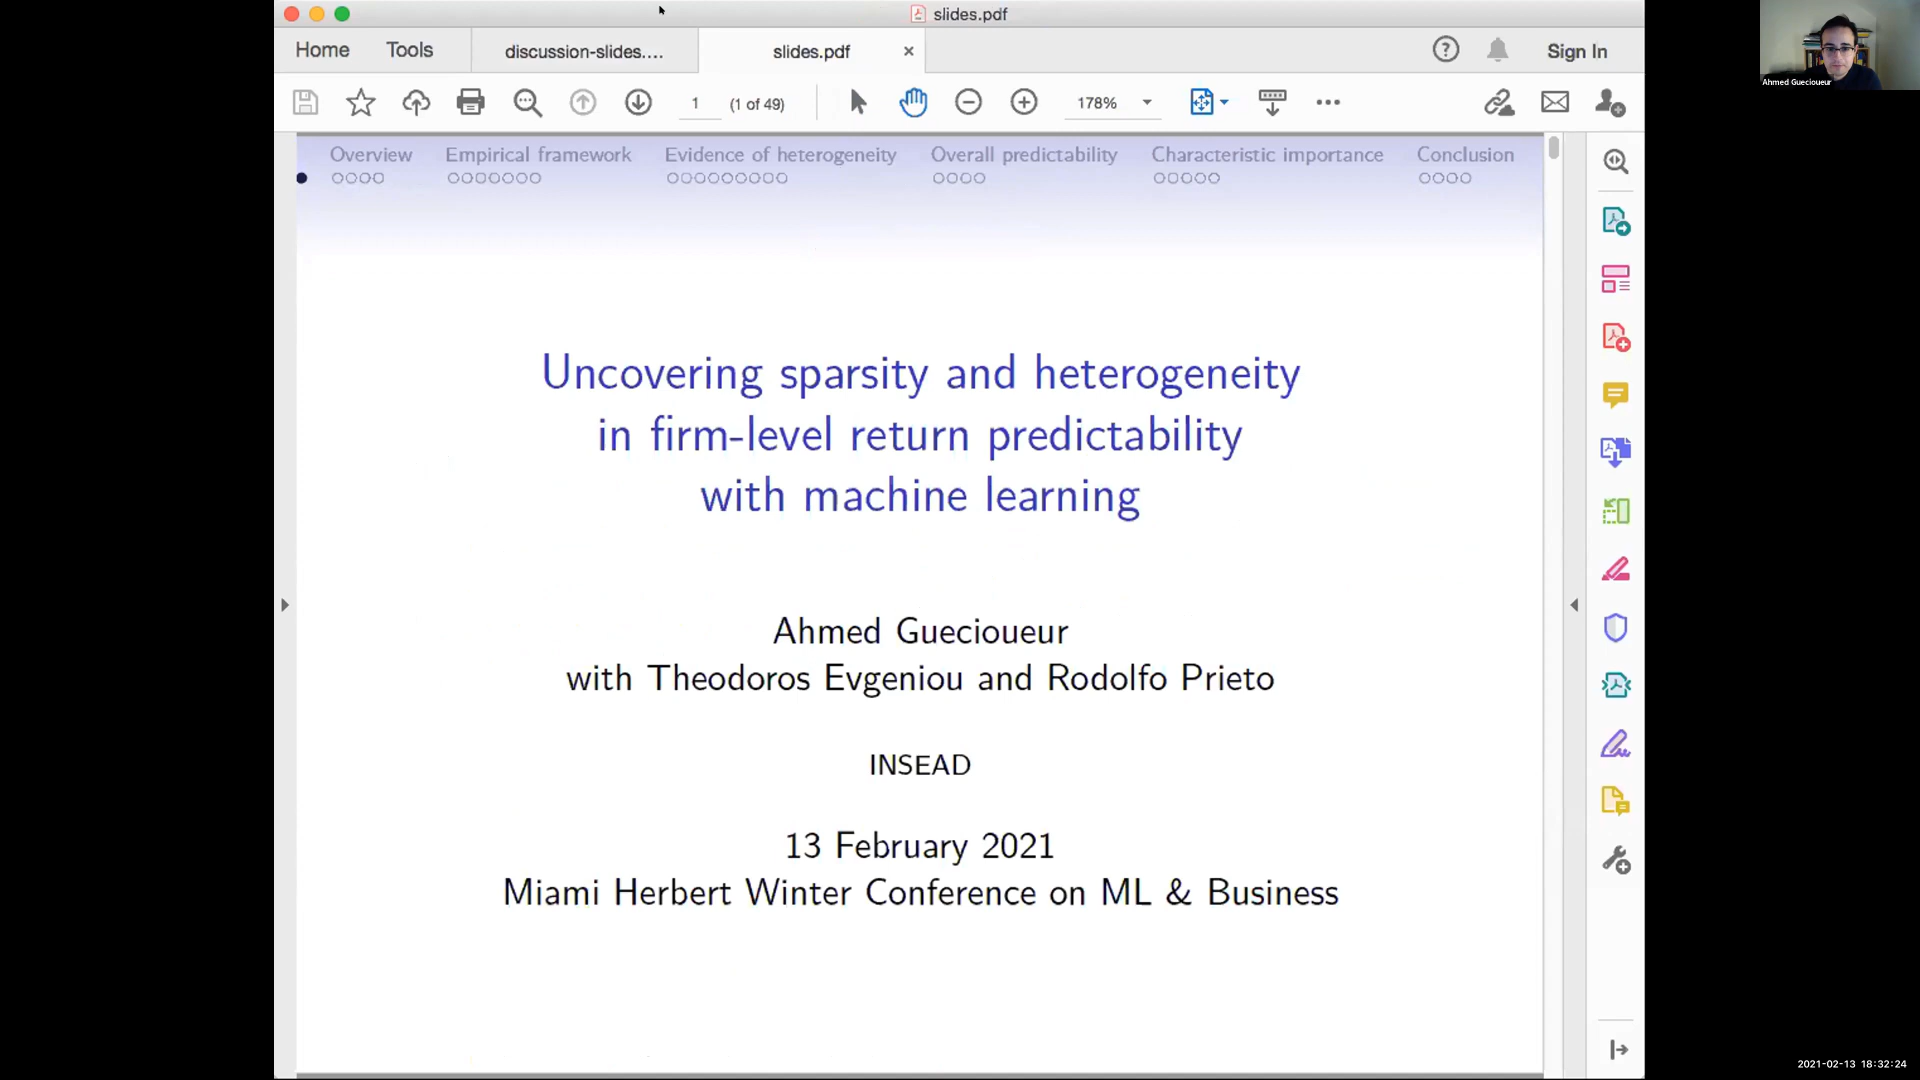 slides.pdf
Home
Tools
discussion-slides....
slides.pdf
Sign In
1
(1 of 49)
178%
Overview
Empirical framework
Evidence of heterogeneity
Overall predictability
Characteristic importance
Conclusion
Uncovering sparsity and heterogeneity
in firm-level return predictability
with machine learning
Ahmed Guecioueur
with Theodoros Evgeniou and Rodolfo Prieto
INSEAD
13 February 2021
Miami Herbert Winter Conference on ML & Business
Ahmed Guecioueur
2021-02-13 18:32:24